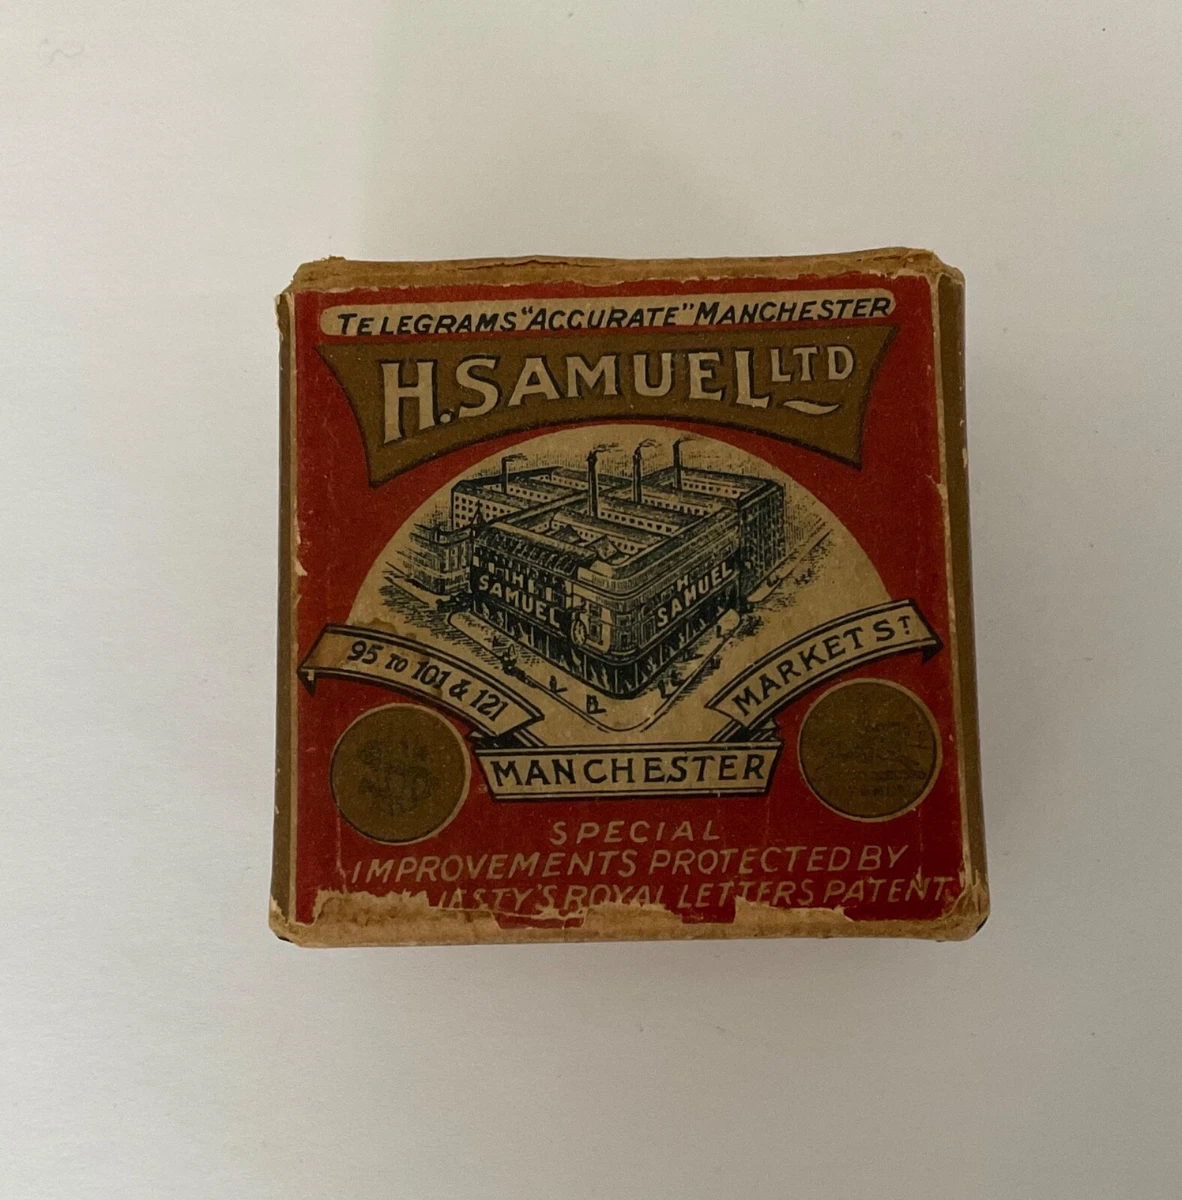 TELEGRAMS "ACCURATE" MANCHESTER
H. SAMUEL LTD
H. SAMUEL
H. SAMUEL
95 TO 101 & 121
MARKET ST
MANCHESTER
SPECIAL
IMPROVEMENTS PROTECTED BY
JASTY'S ROYAL LETTERS PATENT